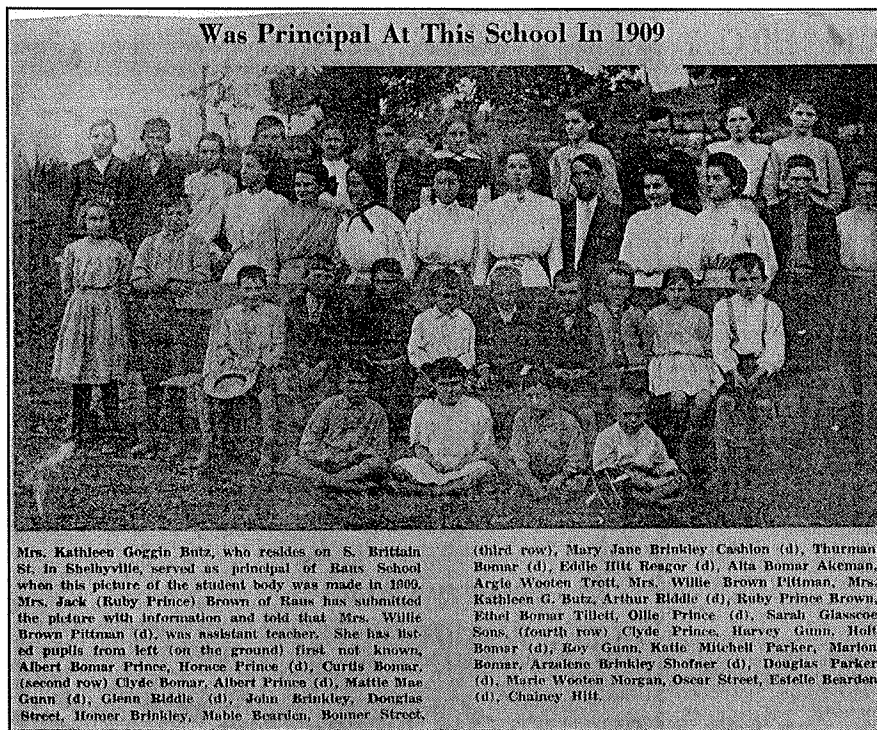 Was Principal At This School In 1909
Mrs. Kathleen Goggin Butz, who resides on S. Brittain
St. in Shelbyville, served as principal of Raus School
when this picture of the student body was made in 1909.
Mrs. Jack (Ruby Prince) Brown of Raus has submitted
the picture with information and told that Mrs. Willie
Brown Pittman (d), was assistant teacher. She has list-
ed pupils from left (on the ground) first not known,
Albert Bomar Prince, Horace Prince (d), Curtis Bomar,
(second row) Clyde Bomar, Albert Prince (d), Mattie Mae
Gunn (d), Glenn Riddle (d), John Brinkley, Douglas
Street, Homer Brinkley, Mable Bearden, Bonner Street,
(third row), Mary Jane Brinkley Cashion (d), Thurman
Bomar (d), Eddie Hitt Reagor (d), Alta Bomar Akeman,
Argie Wooten Trott, Mrs. Willie Brown Pittman, Mrs.
Kathleen G. Butz, Arthur Riddle (d), Ruby Prince Brown,
Ethel Bomar Tillett, Ollie Prince (d), Sarah Glasscoe
Sons, (fourth row) Clyde Prince, Harvey Gunn, Holt
Bomar (d), Roy Gunn, Katie Mitchell Parker, Marion
Bomar, Arzalene Brinkley Shofner (d), Douglas Parker
(d), Marie Wooten Morgan, Oscar Street, Estelle Bearden
(d), Chainey Hitt.